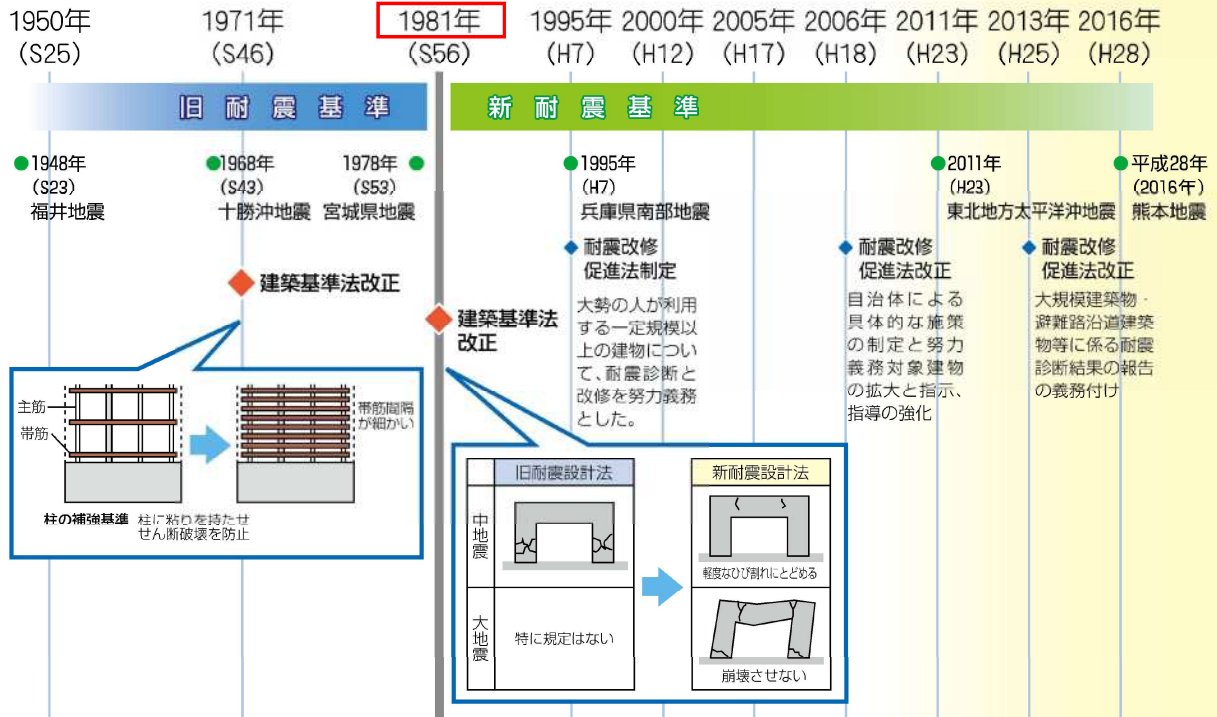 1950年
(S25)
1971年
(S46)
1981年
(S56)
1995年
(H7)
2000年
(H12)
2005年
(H17)
2006年
(H18)
2011年
(H23)
2013年
(H25)
2016年
(H28)
旧耐震基準
新耐震基準
●1948年
(S23)
福井地震
●1968年
(S43)
十勝沖地震
1978年●
(S53)
宮城県地震
●1995年
(H7)
兵庫県南部地震
●2011年
(H23)
東北地方太平洋沖地震
●平成28年
(2016年)
熊本地震
◆建築基準法改正
◆建築基準法
改正
◆耐震改修
促進法制定
大勢の人が利用
する一定規模以
上の建物につい
て、耐震診断と
改修を努力義務
とした。
◆耐震改修
促進法改正
自治体による
具体的な施策
の制定と努力
義務対象建物
の拡大と指示、
指導の強化
◆耐震改修
促進法改正
大規模建築物・
避難路沿道建築
物等に係る耐震
診断結果の報告
の義務付け
主筋
帯筋
帯筋間隔
が細かい
柱の補強基準 柱に粘りを持たせ
せん断破壊を防止
旧耐震設計法
新耐震設計法
中地震
軽度なひび割れにとどめる
大地震
特に規定はない
崩壊させない